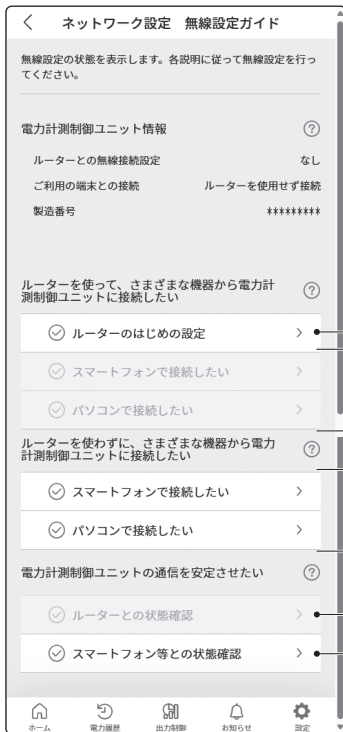 ネットワーク設定　無線設定ガイド
無線設定の状態を表示します。各説明に従って無線設定を行っ
てください。
電力計測制御ユニット情報
?
ルーターとの無線接続設定　なし
ご利用の端末との接続　ルーターを使用せず接続
製造番号　*********
ルーターを使って、さまざまな機器から電力計
測制御ユニットに接続したい
?
ルーターのはじめの設定
スマートフォンで接続したい
パソコンで接続したい
ルーターを使わずに、さまざまな機器から電力
計測制御ユニットに接続したい
?
スマートフォンで接続したい
パソコンで接続したい
電力計測制御ユニットの通信を安定させたい
?
ルーターとの状態確認
スマートフォン等との状態確認
ホーム　電力履歴　出力制御　お知らせ　設定